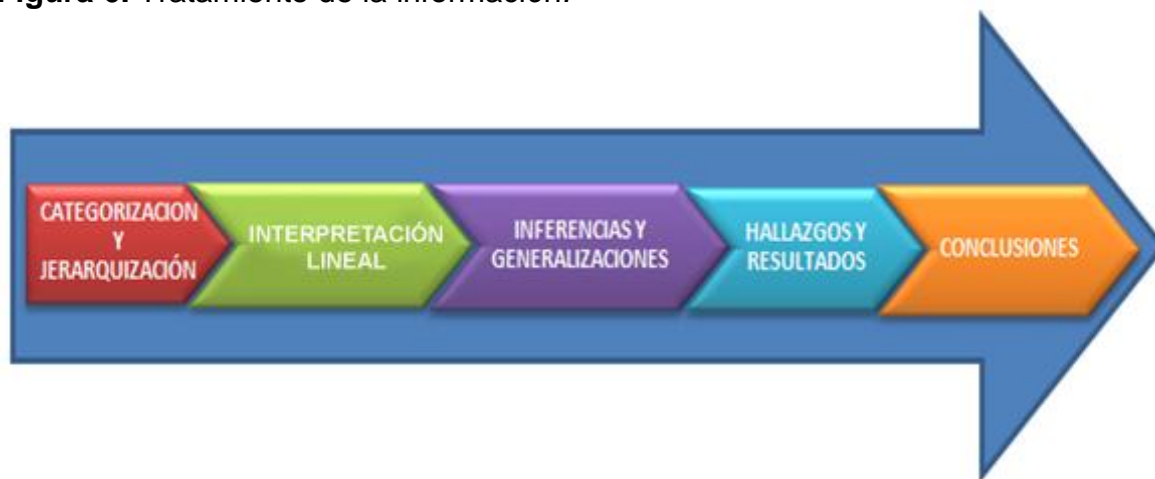 Tratamiento de la información.
CATEGORIZACION
Y
JERARQUIZACIÓN
INTERPRETACIÓN
LINEAL
INFERENCIAS Y
GENERALIZACIONES
HALLAZGOS Y
RESULTADOS
CONCLUSIONES